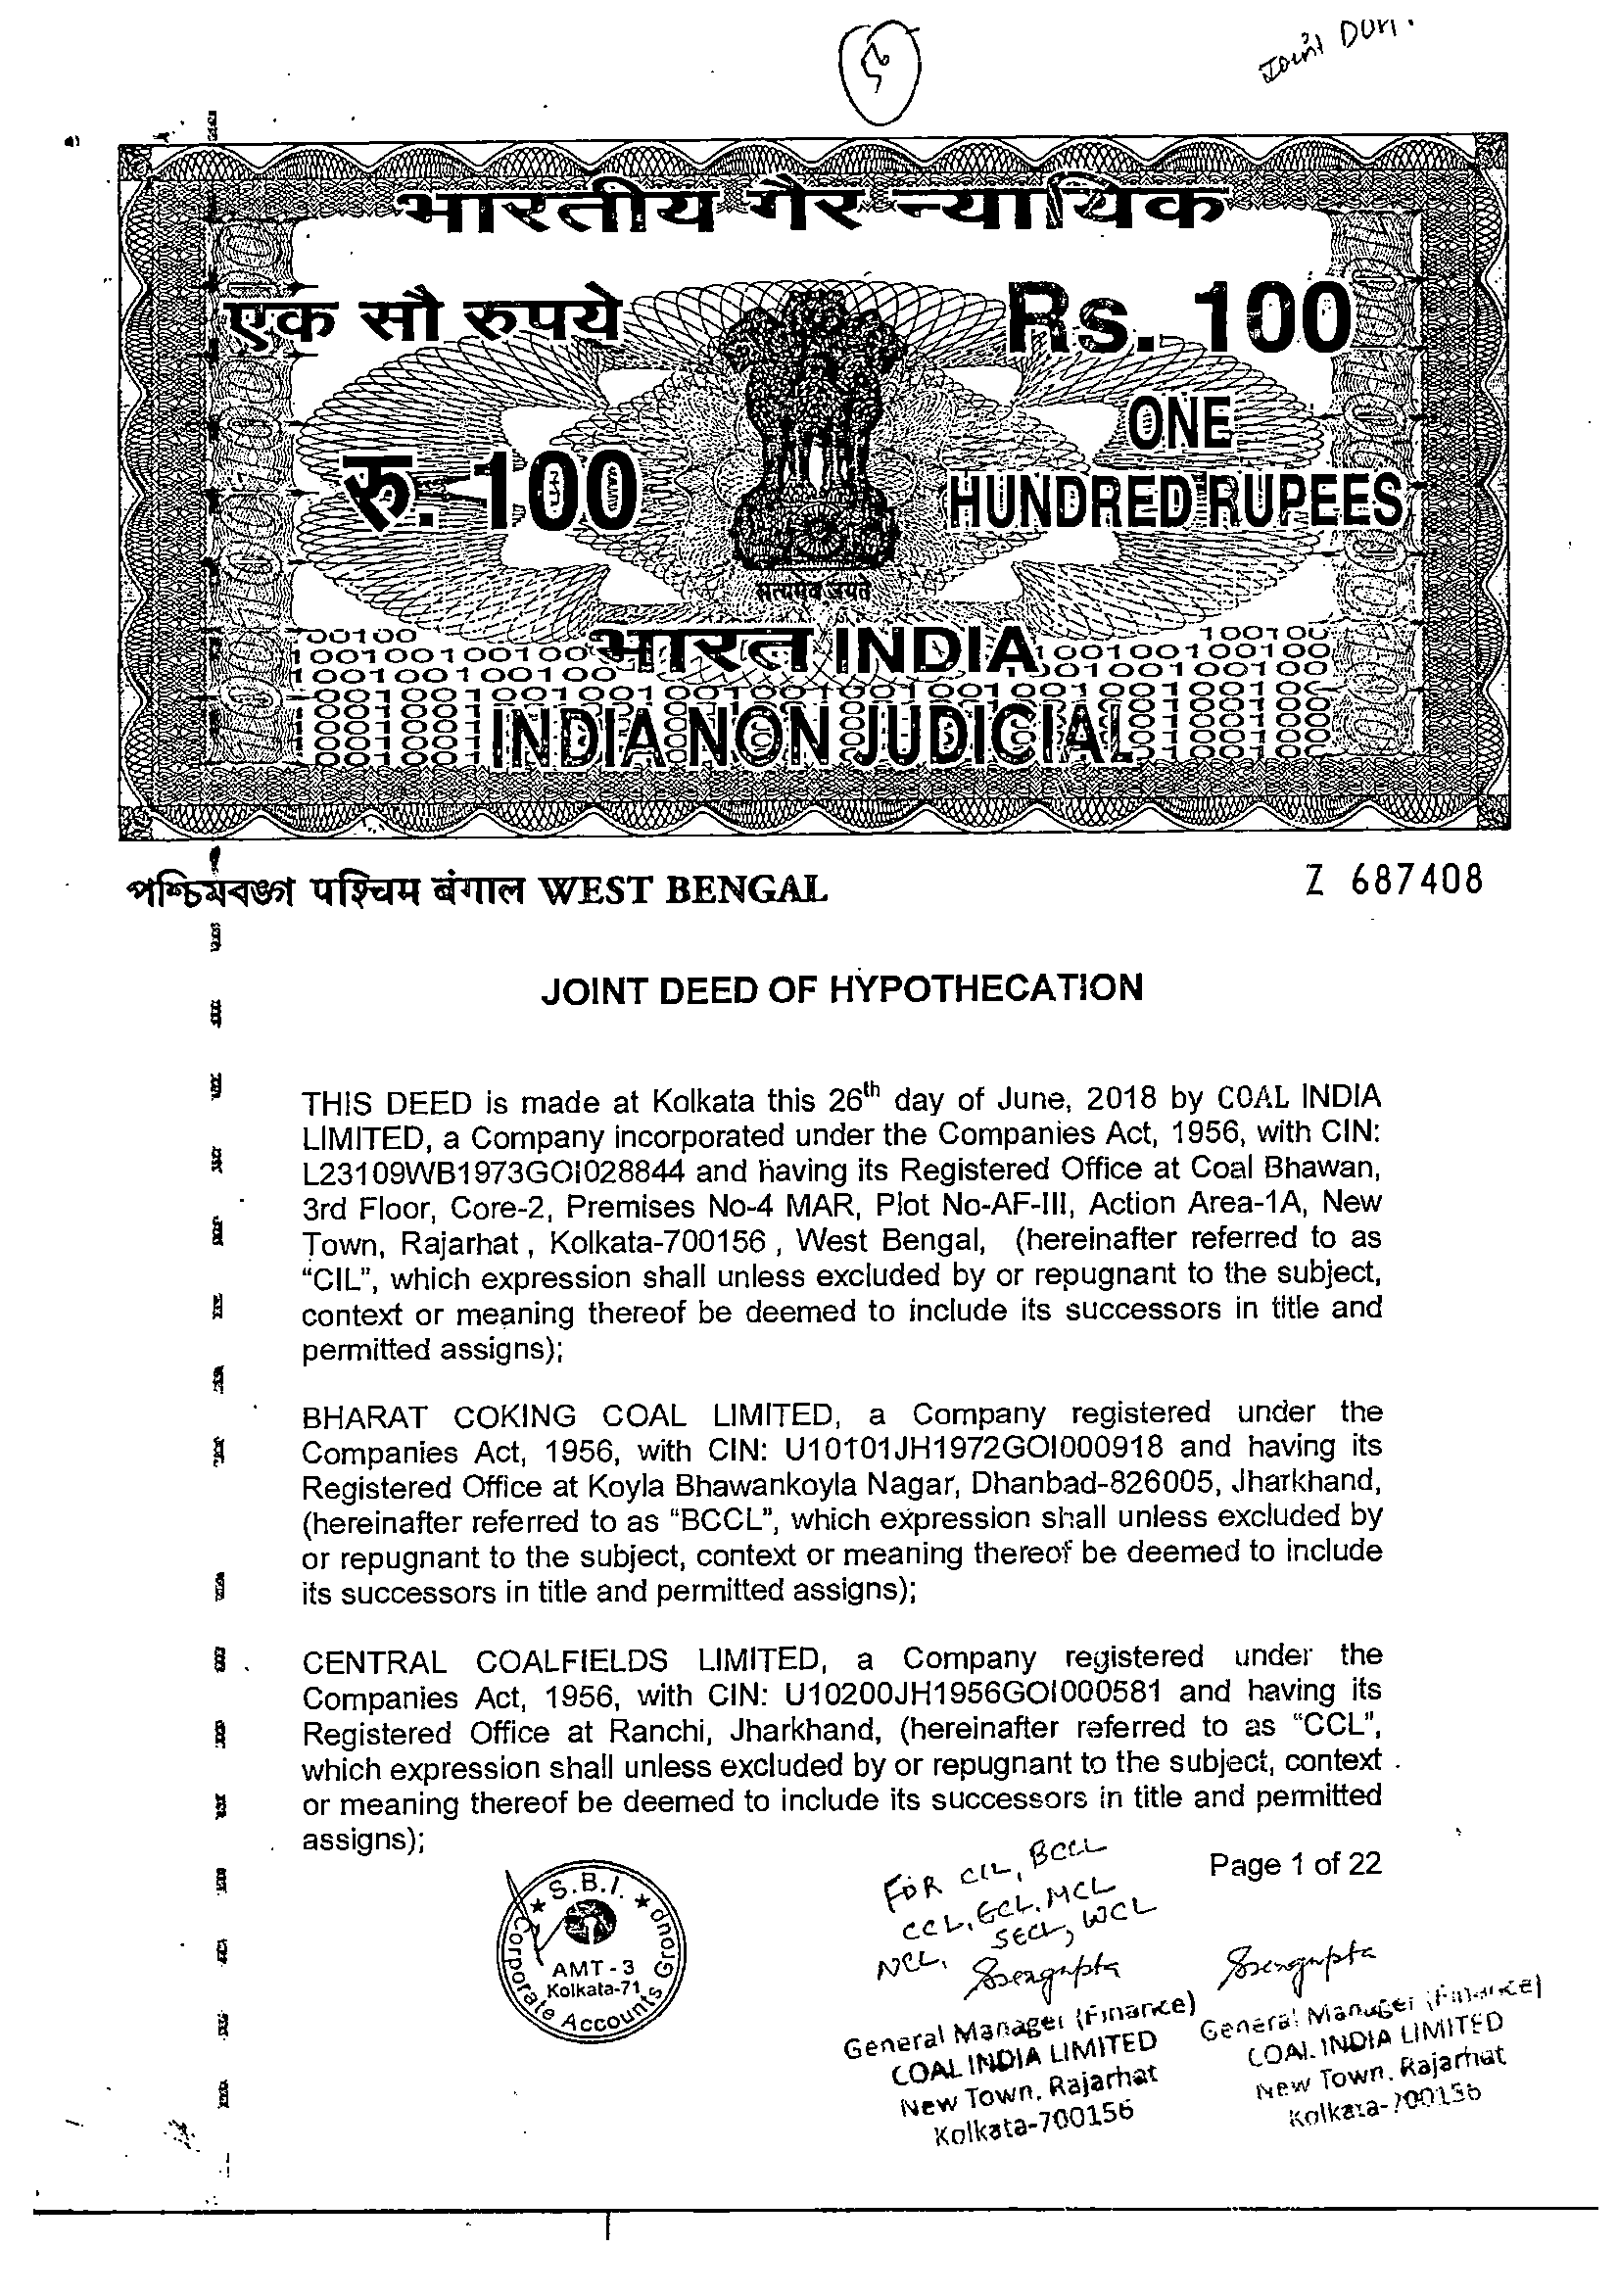 Joint DOH.
भारतीय गैर न्यायिक
एक सौ रुपये
Rs. 100
रु. 100
ONE
HUNDRED RUPEES
सत्यमेव जयते
भारत INDIA
INDIA NON JUDICIAL
পশ্চিমবঙ্গ पश्चिम बंगाल WEST BENGAL
Z 687408
JOINT DEED OF HYPOTHECATION
THIS DEED is made at Kolkata this 26th day of June, 2018 by COAL INDIA
LIMITED, a Company incorporated under the Companies Act, 1956, with CIN:
L23109WB1973GOI028844 and having its Registered Office at Coal Bhawan,
3rd Floor, Core-2, Premises No-4 MAR, Plot No-AF-III, Action Area-1A, New
Town, Rajarhat , Kolkata-700156 , West Bengal, (hereinafter referred to as
“CIL”, which expression shall unless excluded by or repugnant to the subject,
context or meaning thereof be deemed to include its successors in title and
permitted assigns);
BHARAT COKING COAL LIMITED, a Company registered under the
Companies Act, 1956, with CIN: U10101JH1972GOI000918 and having its
Registered Office at Koyla Bhawankoyla Nagar, Dhanbad-826005, Jharkhand,
(hereinafter referred to as “BCCL”, which expression shall unless excluded by
or repugnant to the subject, context or meaning thereof be deemed to include
its successors in title and permitted assigns);
CENTRAL COALFIELDS LIMITED, a Company registered under the
Companies Act, 1956, with CIN: U10200JH1956GOI000581 and having its
Registered Office at Ranchi, Jharkhand, (hereinafter referred to as “CCL”,
which expression shall unless excluded by or repugnant to the subject, context
or meaning thereof be deemed to include its successors in title and permitted
assigns);
Page 1 of 22
S.B.I.
Corporate Accounts Group
AMT - 3
Kolkata-71
FOR CIL, BCCL
CCL, ECL, MCL
NCL, SECL, WCL
Ssengupta
General Manager (Finance)
COAL INDIA LIMITED
New Town, Rajarhat
Kolkata-700156
Ssengupta
General Manager (Finance)
COAL INDIA LIMITED
New Town, Rajarhat
Kolkata-700156